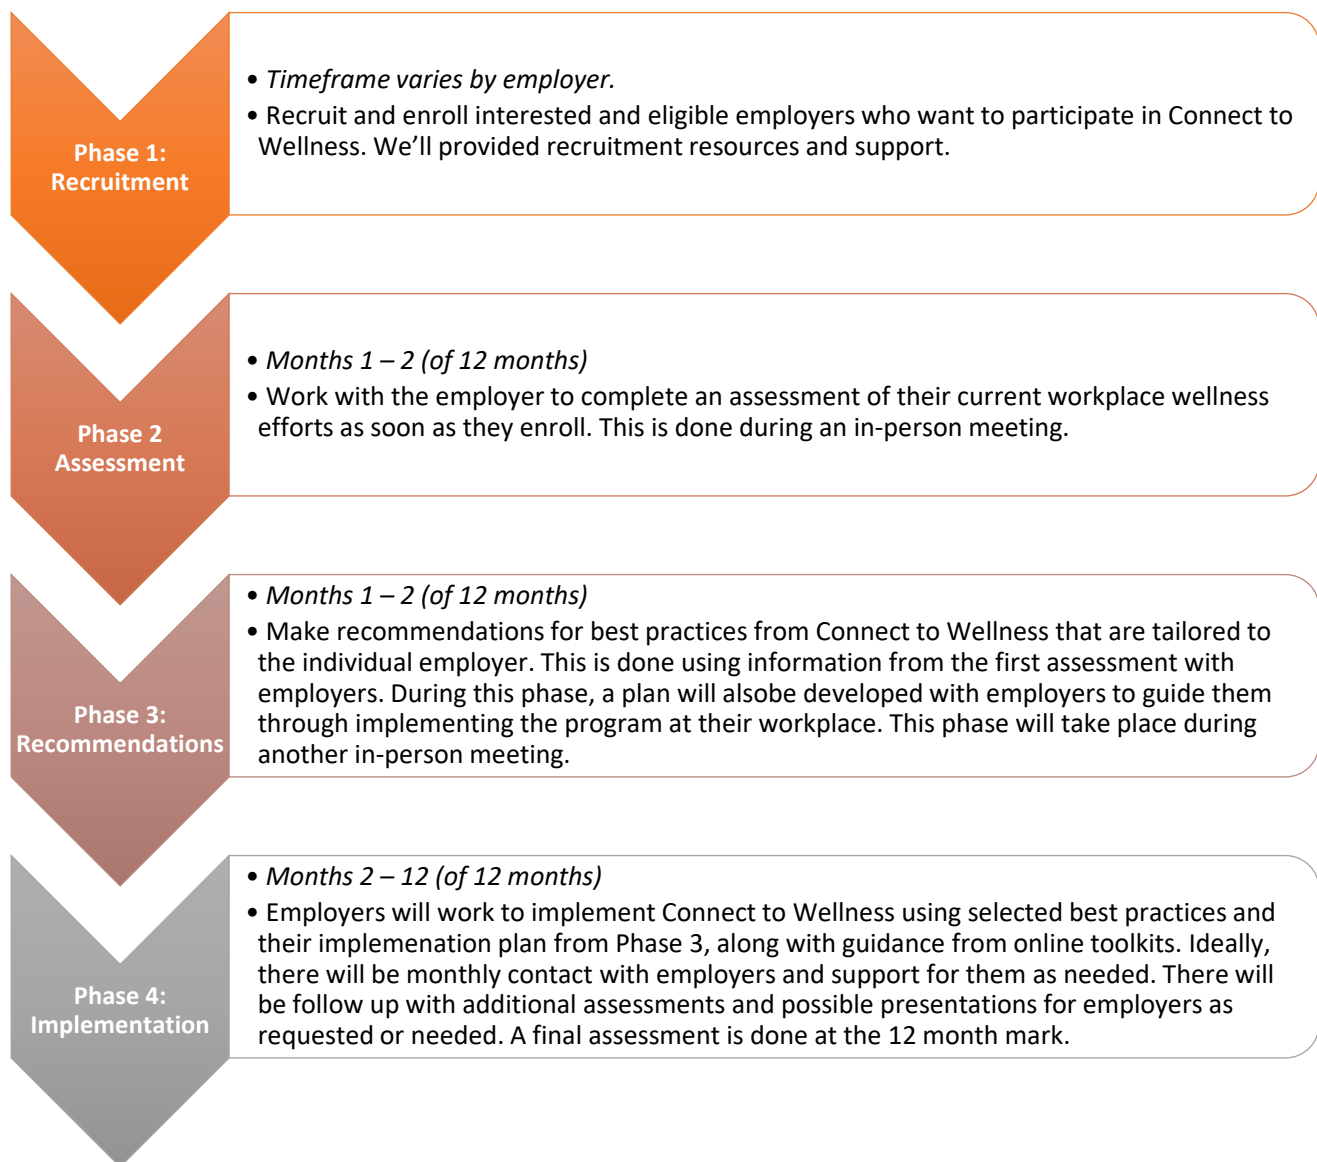 Phase 1:
Recruitment
• Timeframe varies by employer.
• Recruit and enroll interested and eligible employers who want to participate in Connect to
Wellness. We’ll provided recruitment resources and support.
Phase 2
Assessment
• Months 1 – 2 (of 12 months)
• Work with the employer to complete an assessment of their current workplace wellness
efforts as soon as they enroll. This is done during an in-person meeting.
Phase 3:
Recommendations
• Months 1 – 2 (of 12 months)
• Make recommendations for best practices from Connect to Wellness that are tailored to
the individual employer. This is done using information from the first assessment with
employers. During this phase, a plan will alsobe developed with employers to guide them
through implementing the program at their workplace. This phase will take place during
another in-person meeting.
Phase 4:
Implementation
• Months 2 – 12 (of 12 months)
• Employers will work to implement Connect to Wellness using selected best practices and
their implemenation plan from Phase 3, along with guidance from online toolkits. Ideally,
there will be monthly contact with employers and support for them as needed. There will
be follow up with additional assessments and possible presentations for employers as
requested or needed. A final assessment is done at the 12 month mark.